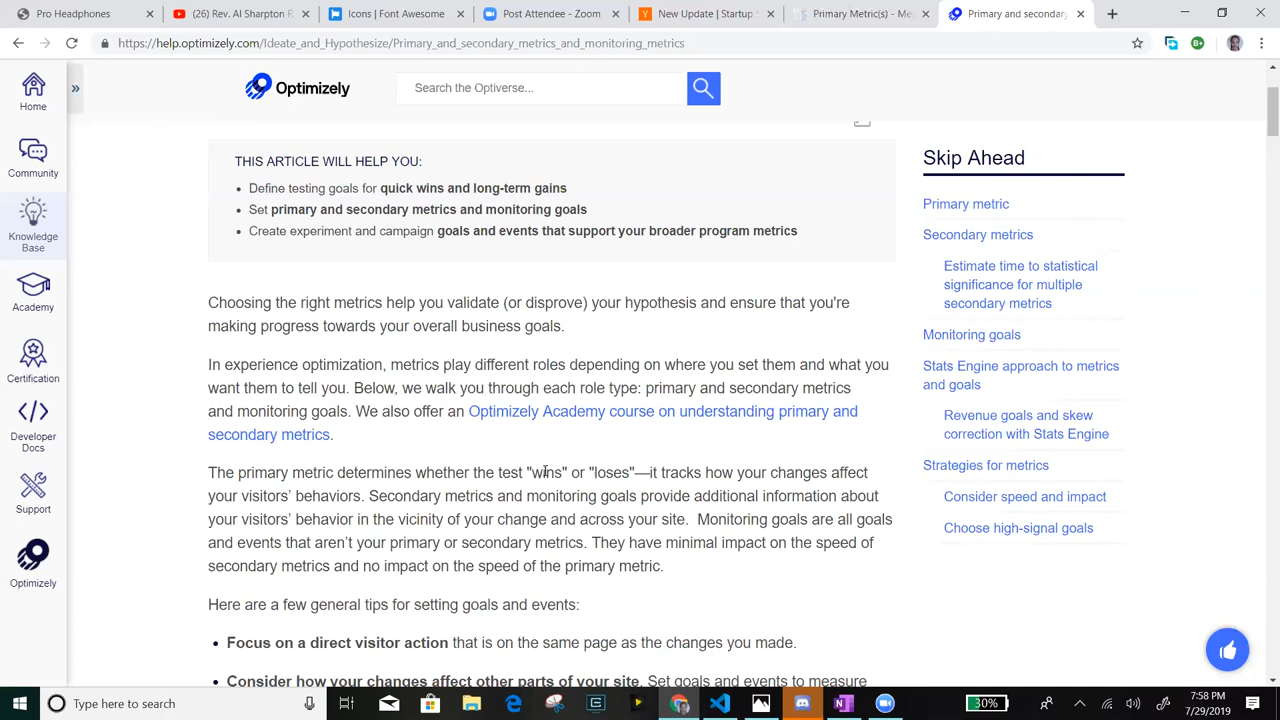 Pro Headphones
(26) Rev. Al Sharpton R
Icons | Font Awesome
Post Attendee - Zoom
New Update | Startup S
Primary Metric(s) - Me
Primary and secondary
https://help.optimizely.com/Ideate_and_Hypothesize/Primary_and_secondary_metrics_and_monitoring_metrics
Optimizely
Search the Optiverse...
Home
Community
Knowledge
Base
Academy
Certification
Developer
Docs
Support
Optimizely
THIS ARTICLE WILL HELP YOU:
Define testing goals for quick wins and long-term gains
Set primary and secondary metrics and monitoring goals
Create experiment and campaign goals and events that support your broader program metrics
Choosing the right metrics help you validate (or disprove) your hypothesis and ensure that you're
making progress towards your overall business goals.
In experience optimization, metrics play different roles depending on where you set them and what you
want them to tell you. Below, we walk you through each role type: primary and secondary metrics
and monitoring goals. We also offer an Optimizely Academy course on understanding primary and
secondary metrics.
The primary metric determines whether the test "wins" or "loses"—it tracks how your changes affect
your visitors' behaviors. Secondary metrics and monitoring goals provide additional information about
your visitors' behavior in the vicinity of your change and across your site. Monitoring goals are all goals
and events that aren't your primary or secondary metrics. They have minimal impact on the speed of
secondary metrics and no impact on the speed of the primary metric.
Here are a few general tips for setting goals and events:
Focus on a direct visitor action that is on the same page as the changes you made.
Consider how your changes affect other parts of your site. Set goals and events to measure
Skip Ahead
Primary metric
Secondary metrics
Estimate time to statistical
significance for multiple
secondary metrics
Monitoring goals
Stats Engine approach to metrics
and goals
Revenue goals and skew
correction with Stats Engine
Strategies for metrics
Consider speed and impact
Choose high-signal goals
Type here to search
30%
7:58 PM
7/29/2019